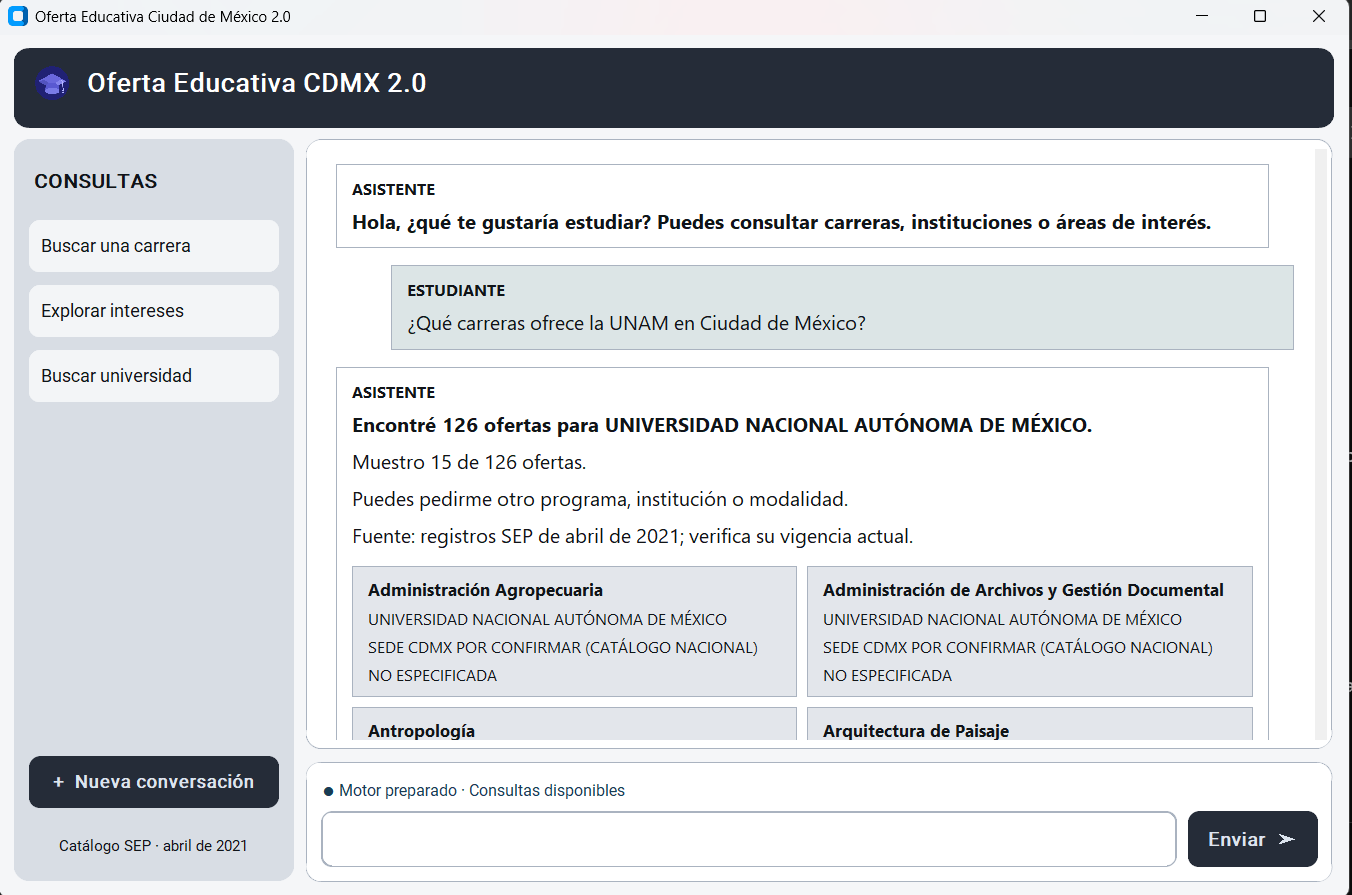 Oferta Educativa Ciudad de México 2.0
Oferta Educativa CDMX 2.0
CONSULTAS
Buscar una carrera
Explorar intereses
Buscar universidad
+ Nueva conversación
Catálogo SEP · abril de 2021
ASISTENTE
Hola, ¿qué te gustaría estudiar? Puedes consultar carreras, instituciones o áreas de interés.
ESTUDIANTE
¿Qué carreras ofrece la UNAM en Ciudad de México?
ASISTENTE
Encontré 126 ofertas para UNIVERSIDAD NACIONAL AUTÓNOMA DE MÉXICO.
Muestro 15 de 126 ofertas.
Puedes pedirme otro programa, institución o modalidad.
Fuente: registros SEP de abril de 2021; verifica su vigencia actual.
Administración Agropecuaria
UNIVERSIDAD NACIONAL AUTÓNOMA DE MÉXICO
SEDE CDMX POR CONFIRMAR (CATÁLOGO NACIONAL)
NO ESPECIFICADA
Administración de Archivos y Gestión Documental
UNIVERSIDAD NACIONAL AUTÓNOMA DE MÉXICO
SEDE CDMX POR CONFIRMAR (CATÁLOGO NACIONAL)
NO ESPECIFICADA
Antropología
Arquitectura de Paisaje
● Motor preparado · Consultas disponibles
Enviar ➤